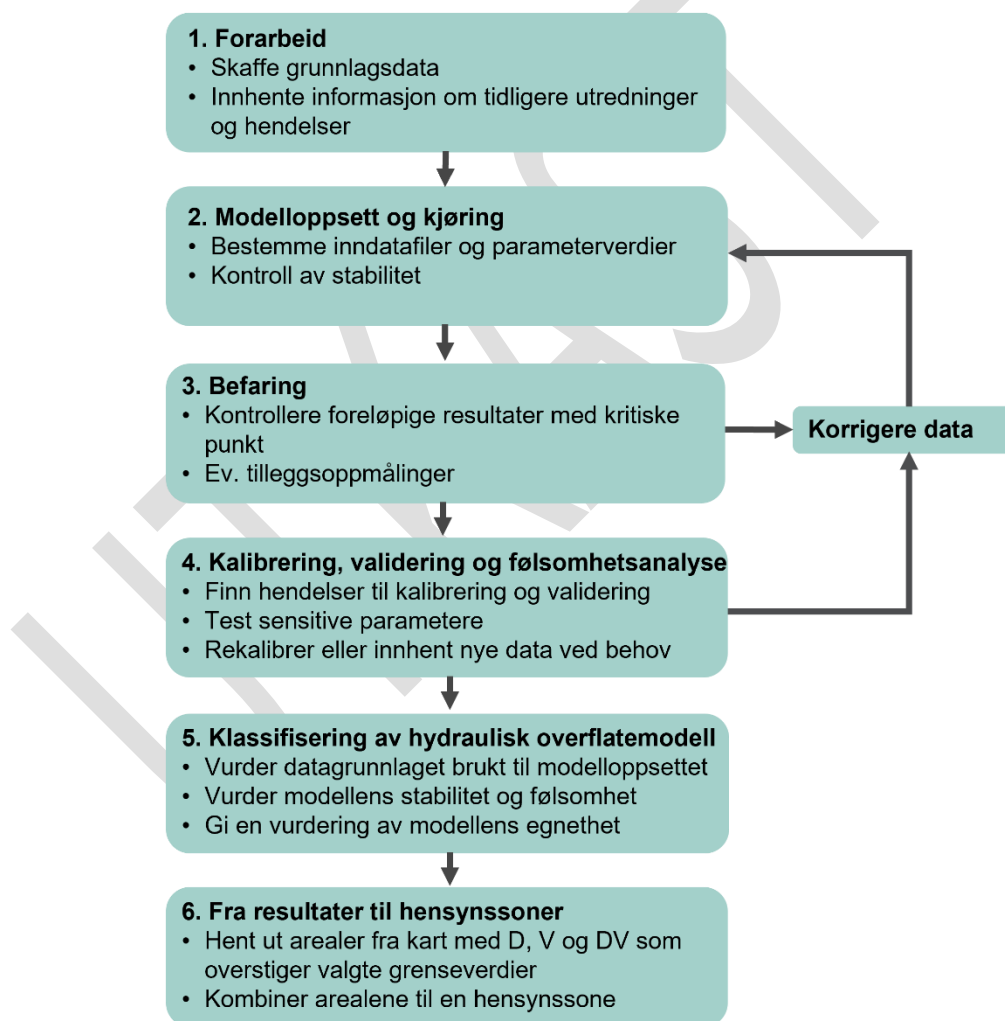 1. Forarbeid
• Skaffe grunnlagsdata
• Innhente informasjon om tidligere utredninger
og hendelser
2. Modelloppsett og kjøring
• Bestemme inndatafiler og parameterverdier
• Kontroll av stabilitet
3. Befaring
• Kontrollere foreløpige resultater med kritiske
punkt
• Ev. tilleggsoppmålinger
Korrigere data
4. Kalibrering, validering og følsomhetsanalyse
• Finn hendelser til kalibrering og validering
• Test sensitive parametere
• Rekalibrer eller innhent nye data ved behov
5. Klassifisering av hydraulisk overflatemodell
• Vurder datagrunnlaget brukt til modelloppsettet
• Vurder modellens stabilitet og følsomhet
• Gi en vurdering av modellens egnethet
6. Fra resultater til hensynssoner
• Hent ut arealer fra kart med D, V og DV som
overstiger valgte grenseverdier
• Kombiner arealene til en hensynssone
UTKAST